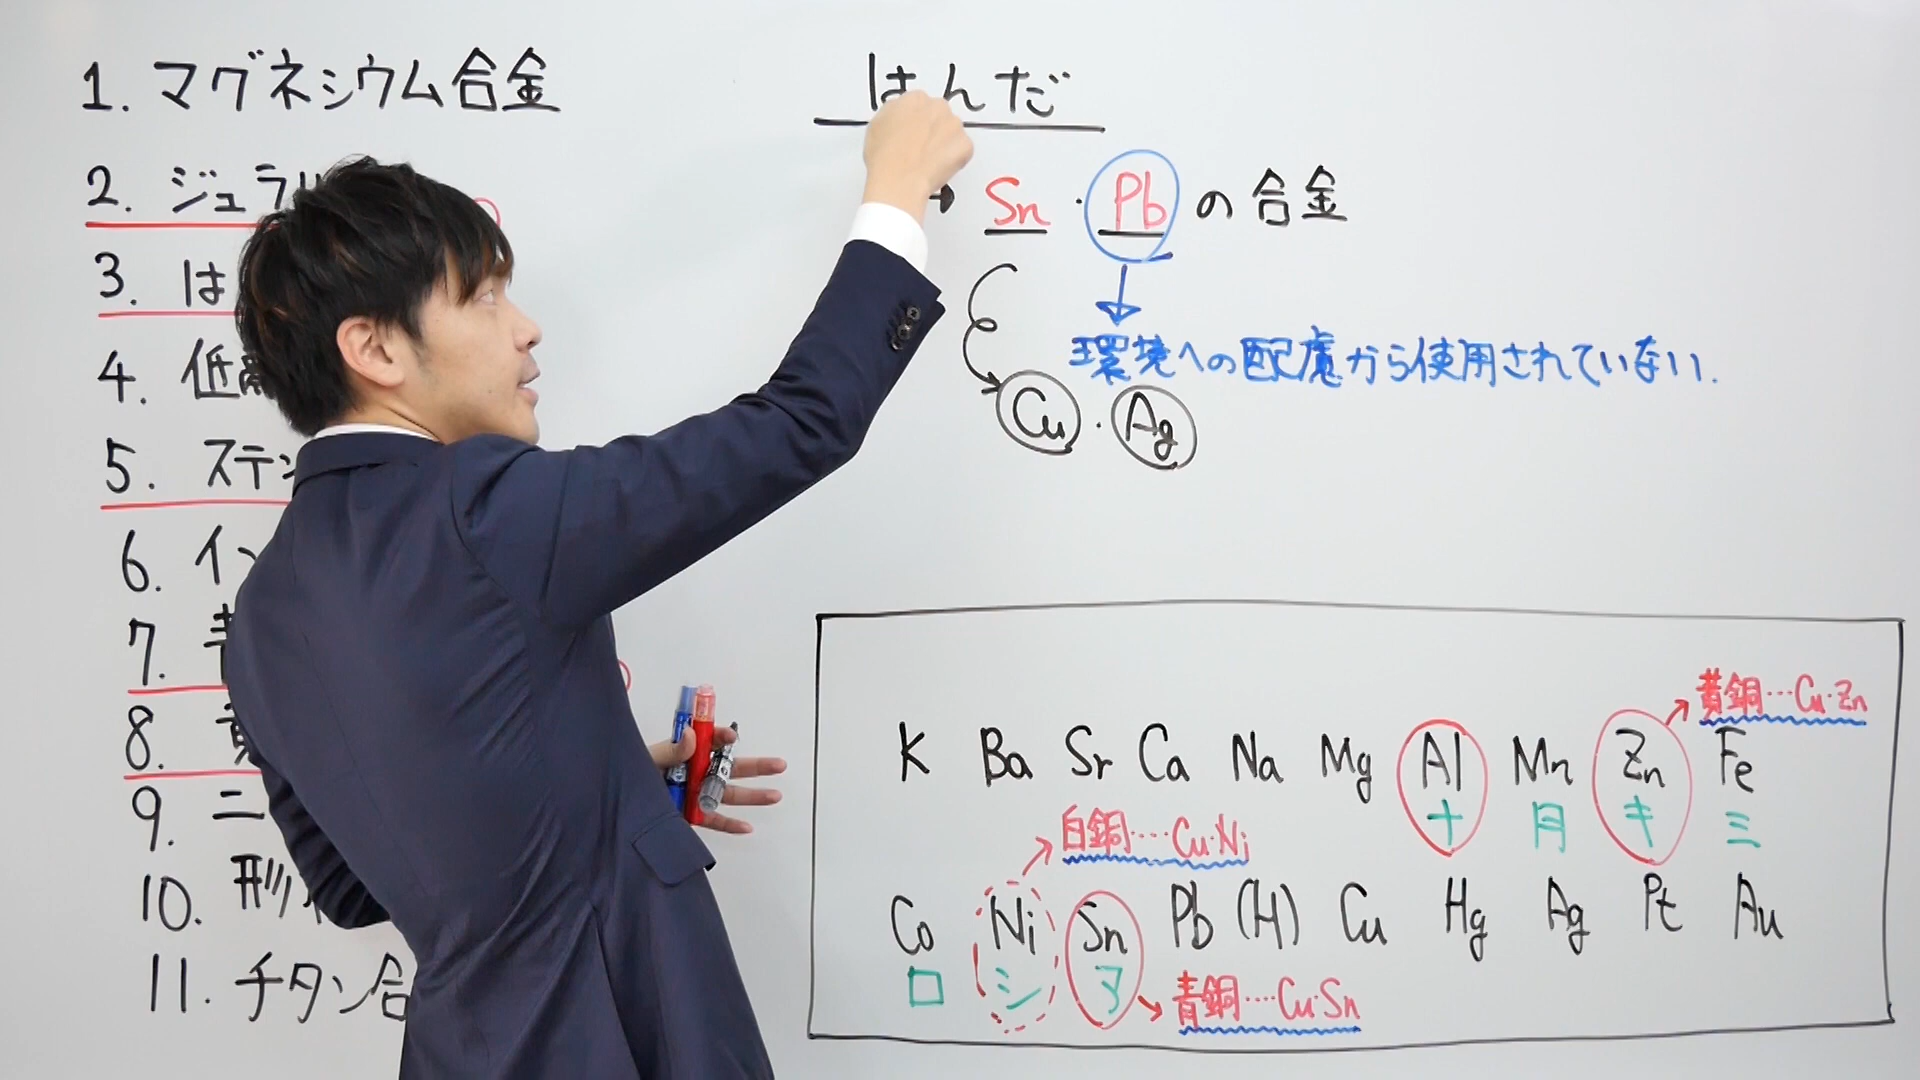 1. マグネシウム合金
2. ジュラル
3. は
4. 低融
5. ステン
6. イン
7. 青
8. 黄
9. ニ
10. 形
11. チタン合
はんだ
→ Sn・Pbの合金
環境への配慮から使用されていない.
Cu・Ag
黄銅…Cu・Zn
K Ba Sr Ca Na Mg Al Mn Zn Fe
十 月 キ 三
白銅‥‥Cu・Ni
Co Ni Sn Pb (H) Cu Hg Ag Pt Au
ロ シ ア
青銅‥‥Cu・Sn